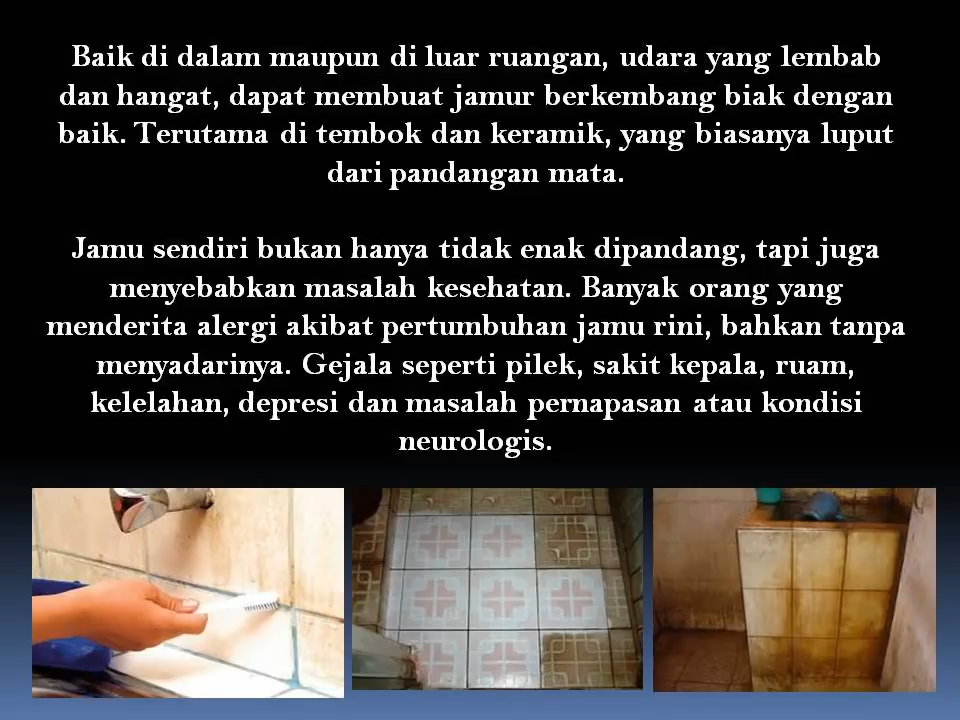 Baik di dalam maupun di luar ruangan, udara yang lembab
dan hangat, dapat membuat jamur berkembang biak dengan
baik. Terutama di tembok dan keramik, yang biasanya luput
dari pandangan mata.
Jamu sendiri bukan hanya tidak enak dipandang, tapi juga
menyebabkan masalah kesehatan. Banyak orang yang
menderita alergi akibat pertumbuhan jamu rini, bahkan tanpa
menyadarinya. Gejala seperti pilek, sakit kepala, ruam,
kelelahan, depresi dan masalah pernapasan atau kondisi
neurologis.